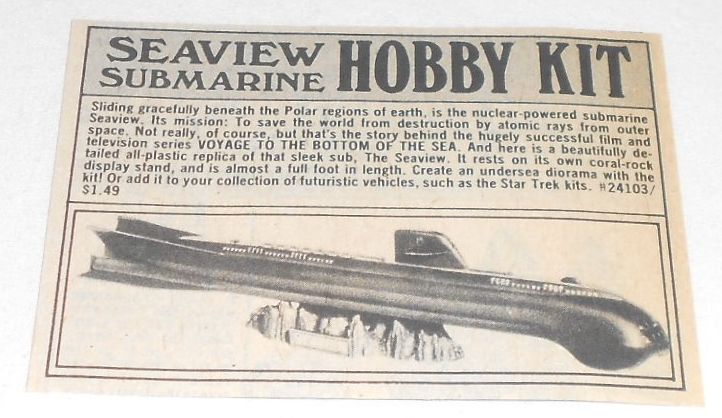 SEAVIEW SUBMARINE HOBBY KIT
Sliding gracefully beneath the Polar regions of earth, is the nuclear-powered submarine
Seaview. Its mission: To save the world from destruction by atomic rays from outer
space. Not really, of course, but that's the story behind the hugely successful film and
television series VOYAGE TO THE BOTTOM OF THE SEA. And here is a beautifully de-
tailed all-plastic replica of that sleek sub, The Seaview. It rests on its own coral-rock
display stand, and is almost a full foot in length. Create an undersea diorama with the
kit! Or add it to your collection of futuristic vehicles, such as the Star Trek kits. #24103/
$1.49